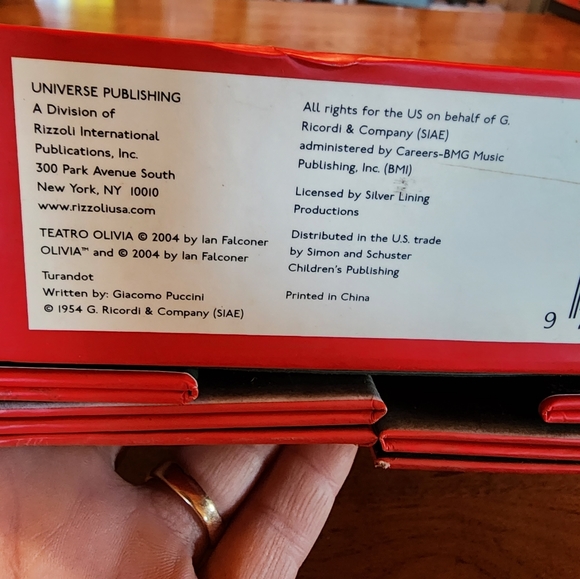 UNIVERSE PUBLISHING
A Division of
Rizzoli International
Publications, Inc.
300 Park Avenue South
New York, NY 10010
www.rizzoliusa.com
TEATRO OLIVIA © 2004 by Ian Falconer
OLIVIA™ and © 2004 by Ian Falconer
Turandot
Written by: Giacomo Puccini
© 1954 G. Ricordi & Company (SIAE)
All rights for the US on behalf of G.
Ricordi & Company (SIAE)
administered by Careers-BMG Music
Publishing, Inc. (BMI)
Licensed by Silver Lining
Productions
Distributed in the U.S. trade
by Simon and Schuster
Children's Publishing
Printed in China
9